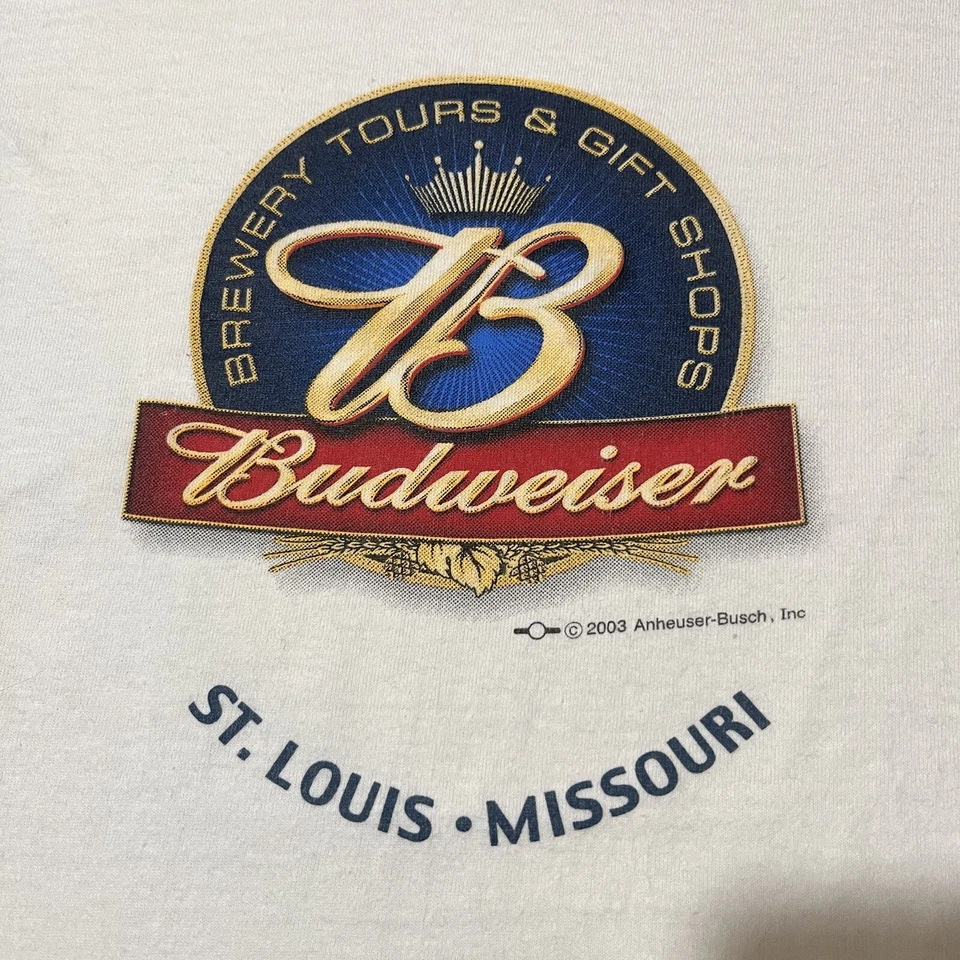 BREWERY TOURS & GIFT SHOPS
B
Budweiser
© 2003 Anheuser-Busch, Inc
ST. LOUIS • MISSOURI